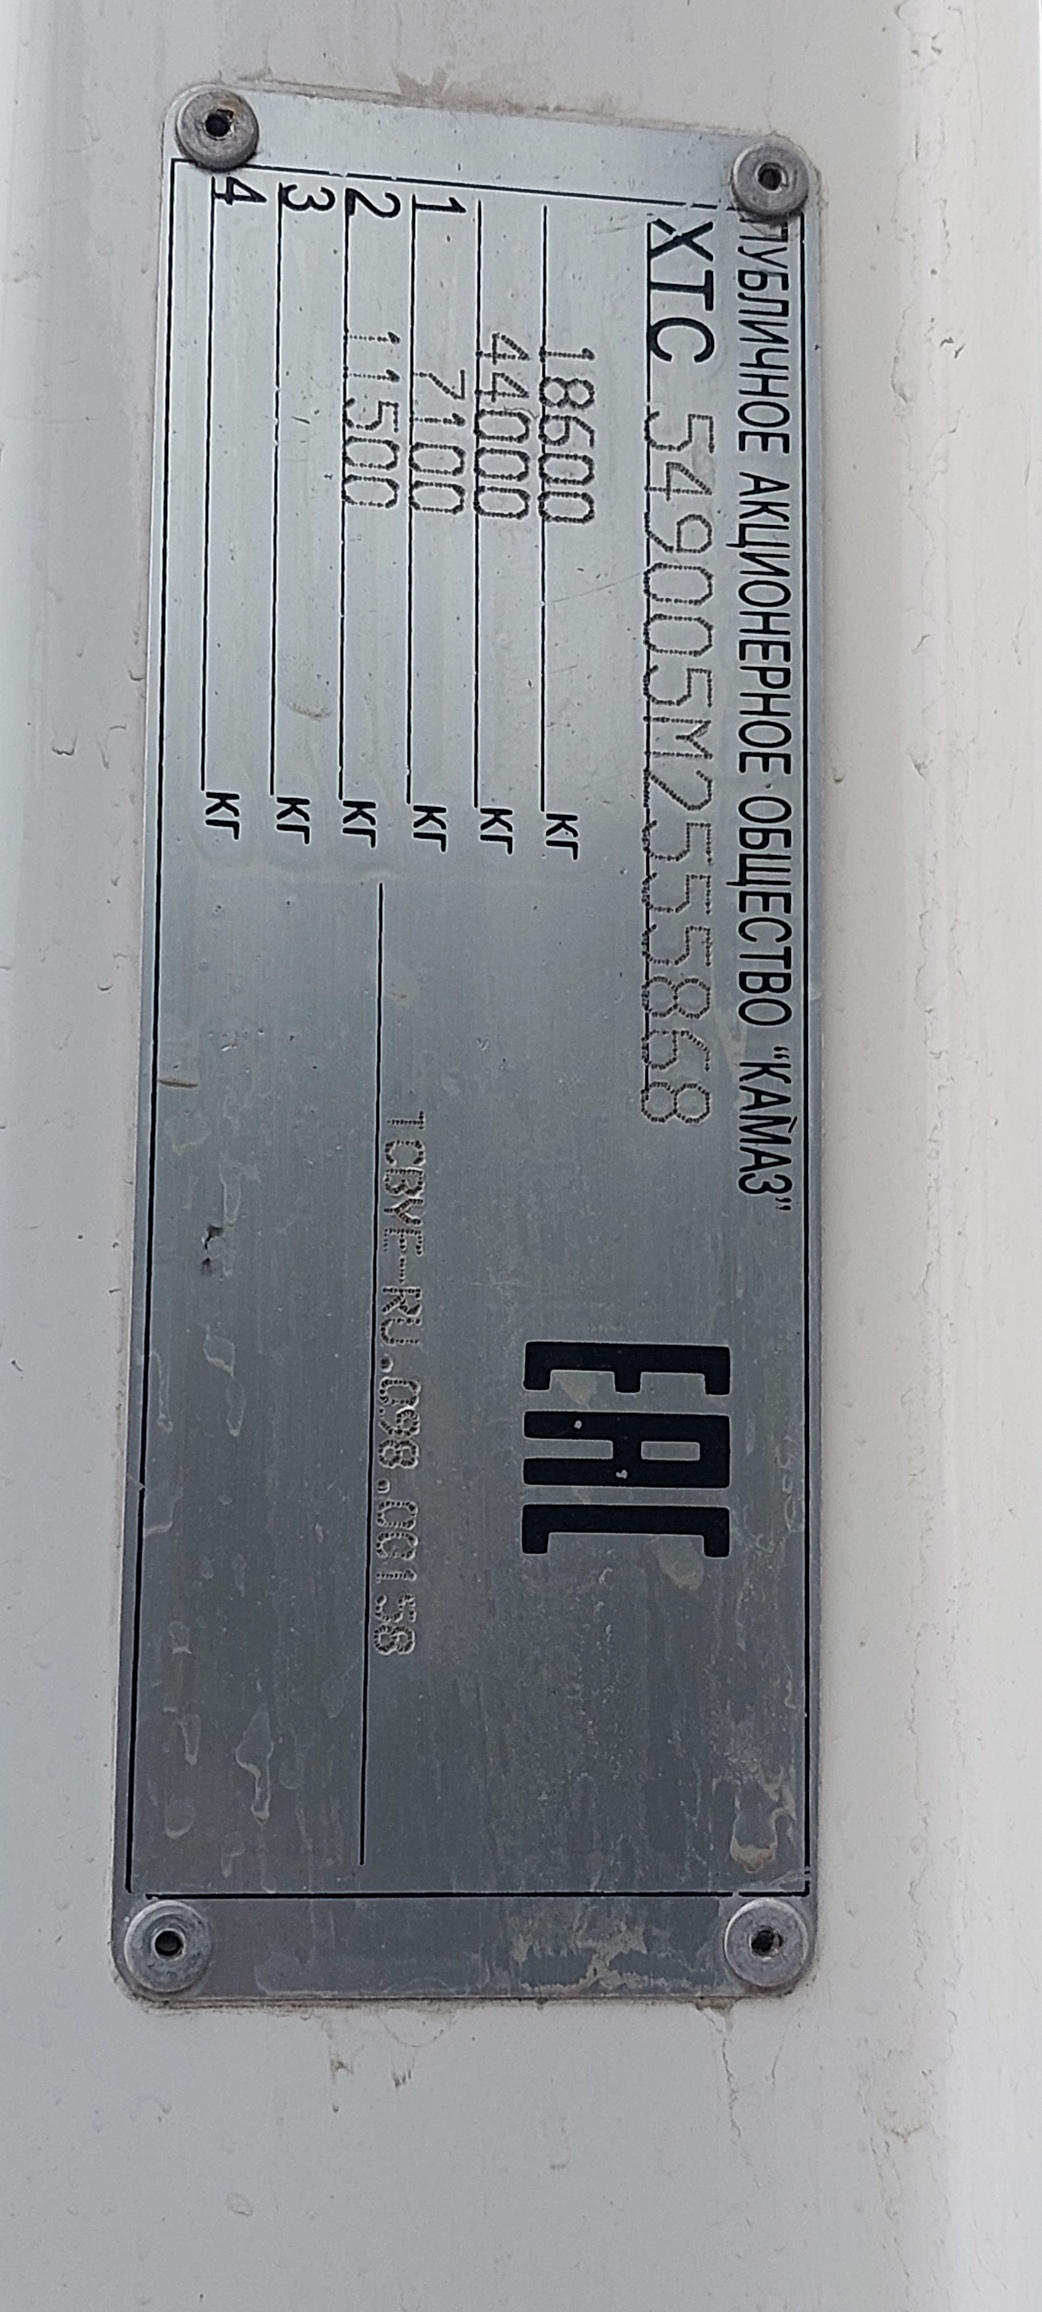 ПУБЛИЧНОЕ АКЦИОНЕРНОЕ ОБЩЕСТВО "КАМАЗ"
XTC 549005M2555868
18600 кг
44000 кг
1 7100 кг
2 11500 кг
3 кг
4 кг
EAC
TCBYE-RU.098.00158